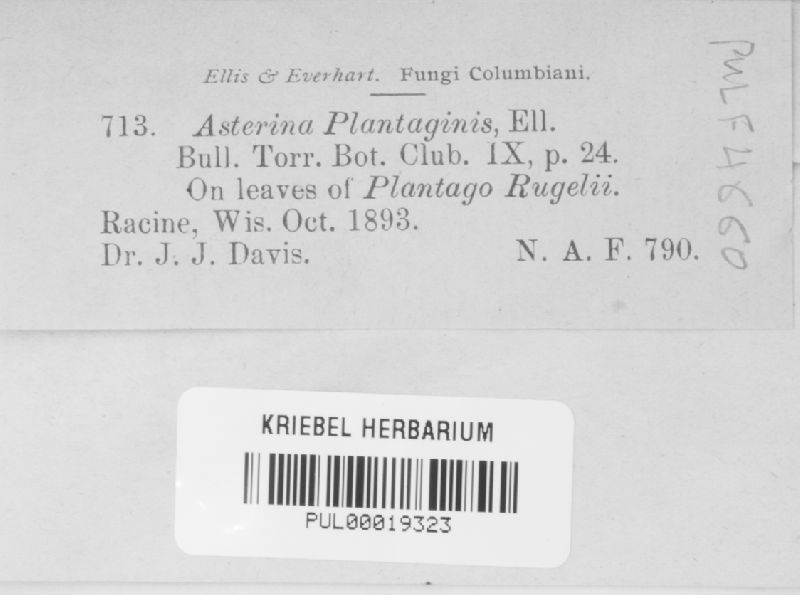 Ellis & Everhart. Fungi Columbiani.
713. Asterina Plantaginis, Ell.
Bull. Torr. Bot. Club. IX, p. 24.
On leaves of Plantago Rugelii.
Racine, Wis. Oct. 1893.
Dr. J. J. Davis. N. A. F. 790.
PUL F4660
KRIEBEL HERBARIUM
PUL00019323